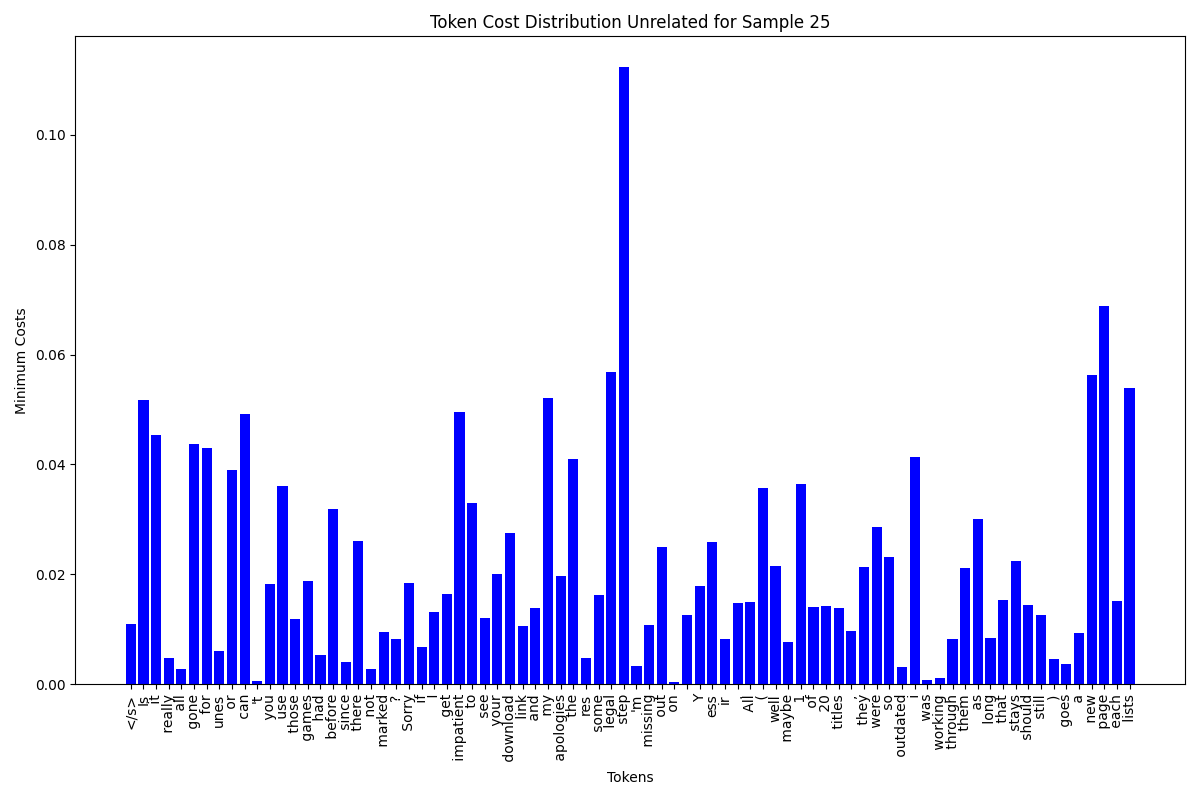 Token Cost Distribution Unrelated for Sample 25
Minimum Costs
0.10
0.08
0.06
0.04
0.02
0.00
</s>
Is
it
really
all
gone
for
unes
or
can
't
you
use
those
games
had
before
since
there
not
marked
?
Sorry
if
I
get
impatient
to
see
your
download
link
and
my
apologies
the
res
some
legal
step
'm
missing
out
on
Y
ess
ir
All
(
well
maybe
1
of
20
titles
,
they
were
so
outdated
I
was
working
through
them
as
long
that
stays
should
still
)
goes
a
new
page
each
lists
Tokens